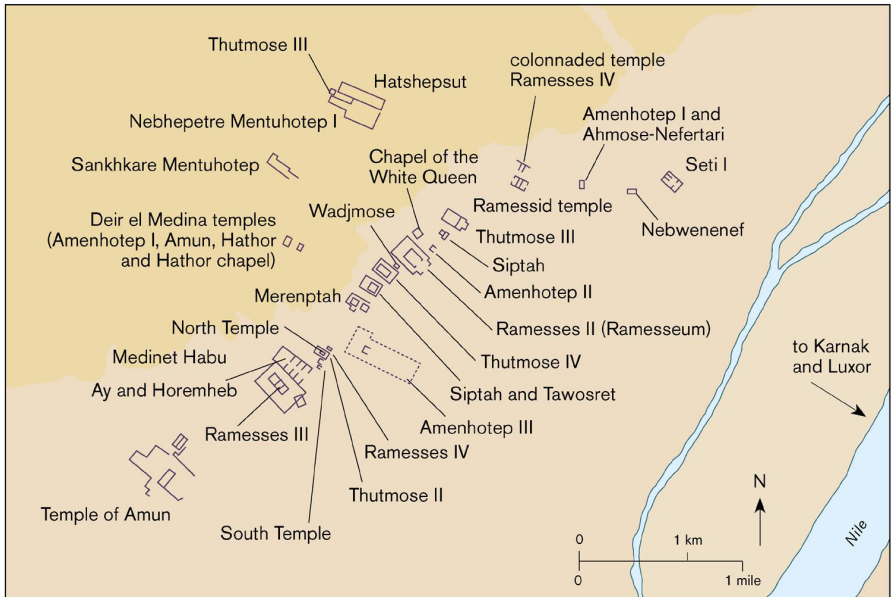 Thutmose III
Hatshepsut
Nebhepetre Mentuhotep I
Sankhkare Mentuhotep
colonnaded temple
Ramesses IV
Amenhotep I and
Ahmose-Nefertari
Seti I
Chapel of the
White Queen
Ramessid temple
Nebwenenef
Wadjmose
Deir el Medina temples
(Amenhotep I, Amun, Hathor
and Hathor chapel)
Thutmose III
Siptah
Amenhotep II
Merenptah
Ramesses II (Ramesseum)
North Temple
Medinet Habu
Thutmose IV
Ay and Horemheb
Siptah and Tawosret
to Karnak
and Luxor
Amenhotep III
Ramesses III
Ramesses IV
Thutmose II
Temple of Amun
South Temple
N
Nile
0 1 km
0 1 mile